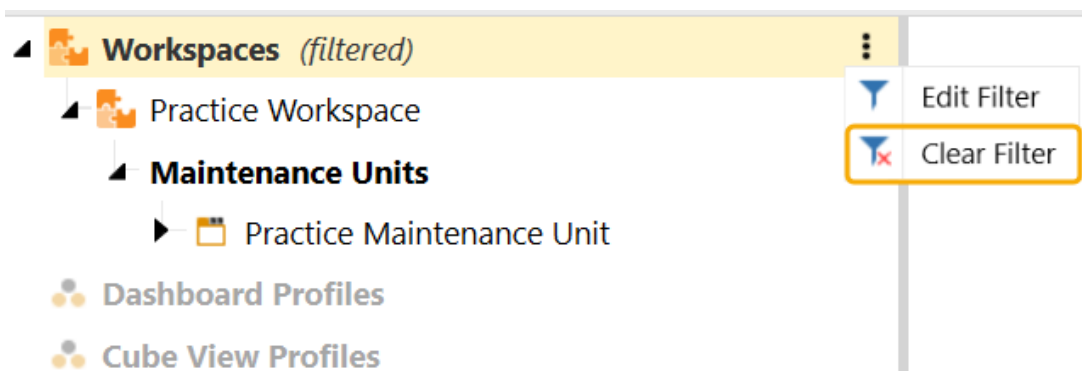 Workspaces (filtered)
Edit Filter
Practice Workspace
Clear Filter
Maintenance Units
Practice Maintenance Unit
Dashboard Profiles
Cube View Profiles